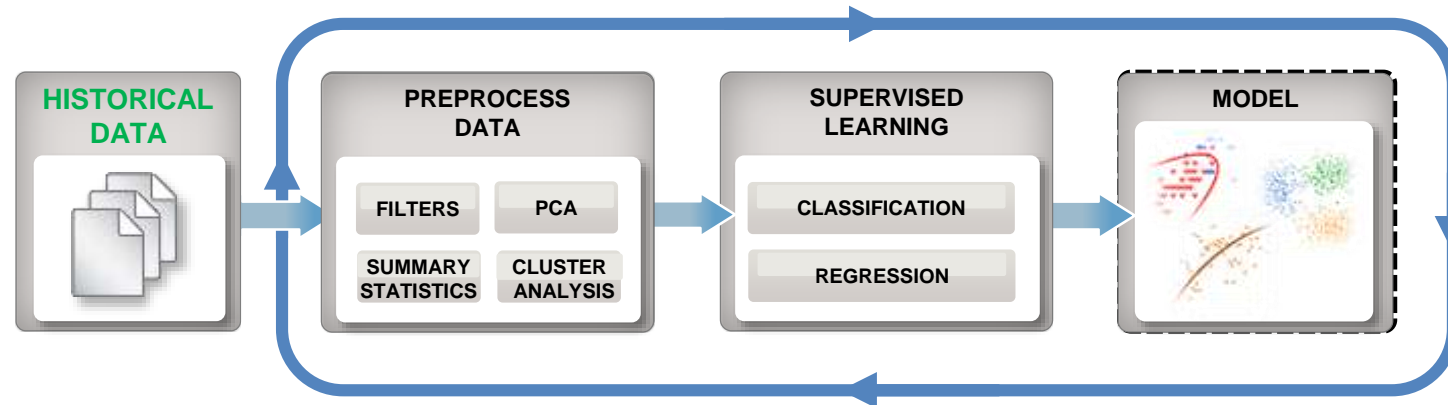 HISTORICAL
DATA
PREPROCESS
DATA
FILTERS
PCA
SUMMARY
STATISTICS
CLUSTER
ANALYSIS
SUPERVISED
LEARNING
CLASSIFICATION
REGRESSION
MODEL